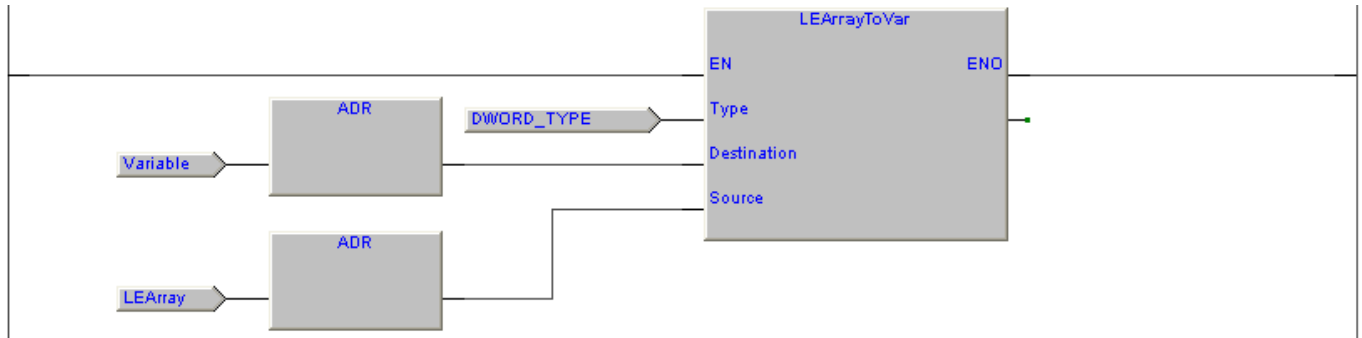 LEArrayToVar
EN ENO
ADR
DWORD_TYPE Type
Variable Destination
Source
ADR
LEArray